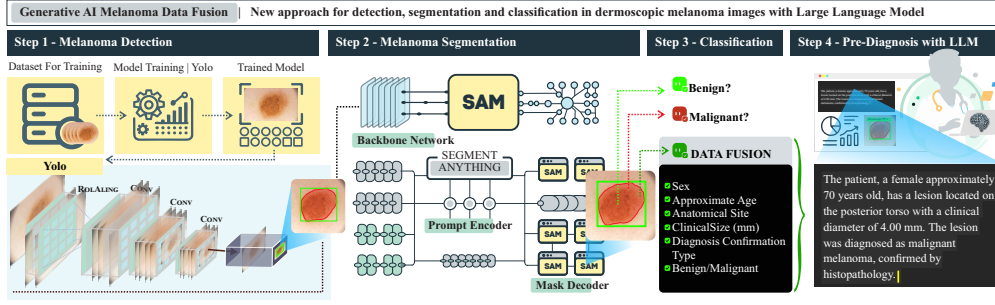 Generative AI Melanoma Data Fusion | New approach for detection, segmentation and classification in dermoscopic melanoma images with Large Language Model
Step 1 - Melanoma Detection
Dataset For Training
Model Training | Yolo
Trained Model
Yolo
RolAling
Conv
Conv
Conv
Step 2 - Melanoma Segmentation
SAM
Backbone Network
SEGMENT
ANYTHING
Prompt Encoder
SAM
SAM
SAM
SAM
SAM
SAM
Mask Decoder
Step 3 - Classification
Benign?
Malignant?
DATA FUSION
Sex
Approximate Age
Anatomical Site
ClinicalSize (mm)
Diagnosis Confirmation
Type
Benign/Malignant
Step 4 - Pre-Diagnosis with LLM
The patient, a female approximately
70 years old, has a lesion located on
the posterior torso with a clinical
diameter of 4.00 mm. The lesion
was diagnosed as malignant
melanoma, confirmed by
histopathology.